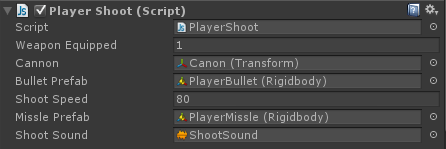 Player Shoot (Script)
Script PlayerShoot
Weapon Equipped 1
Cannon Canon (Transform)
Bullet Prefab PlayerBullet (Rigidbody)
Shoot Speed 80
Missle Prefab PlayerMissle (Rigidbody)
Shoot Sound ShootSound